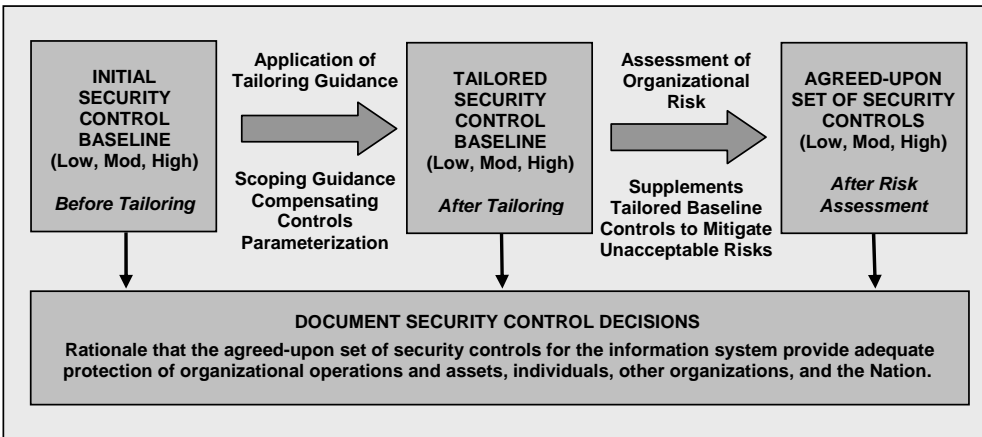 INITIAL
SECURITY
CONTROL
BASELINE
(Low, Mod, High)
Before Tailoring
Application of
Tailoring Guidance
Scoping Guidance
Compensating
Controls
Parameterization
TAILORED
SECURITY
CONTROL
BASELINE
(Low, Mod, High)
After Tailoring
Assessment of
Organizational
Risk
Supplements
Tailored Baseline
Controls to Mitigate
Unacceptable Risks
AGREED-UPON
SET OF SECURITY
CONTROLS
(Low, Mod, High)
After Risk
Assessment
DOCUMENT SECURITY CONTROL DECISIONS
Rationale that the agreed-upon set of security controls for the information system provide adequate
protection of organizational operations and assets, individuals, other organizations, and the Nation.